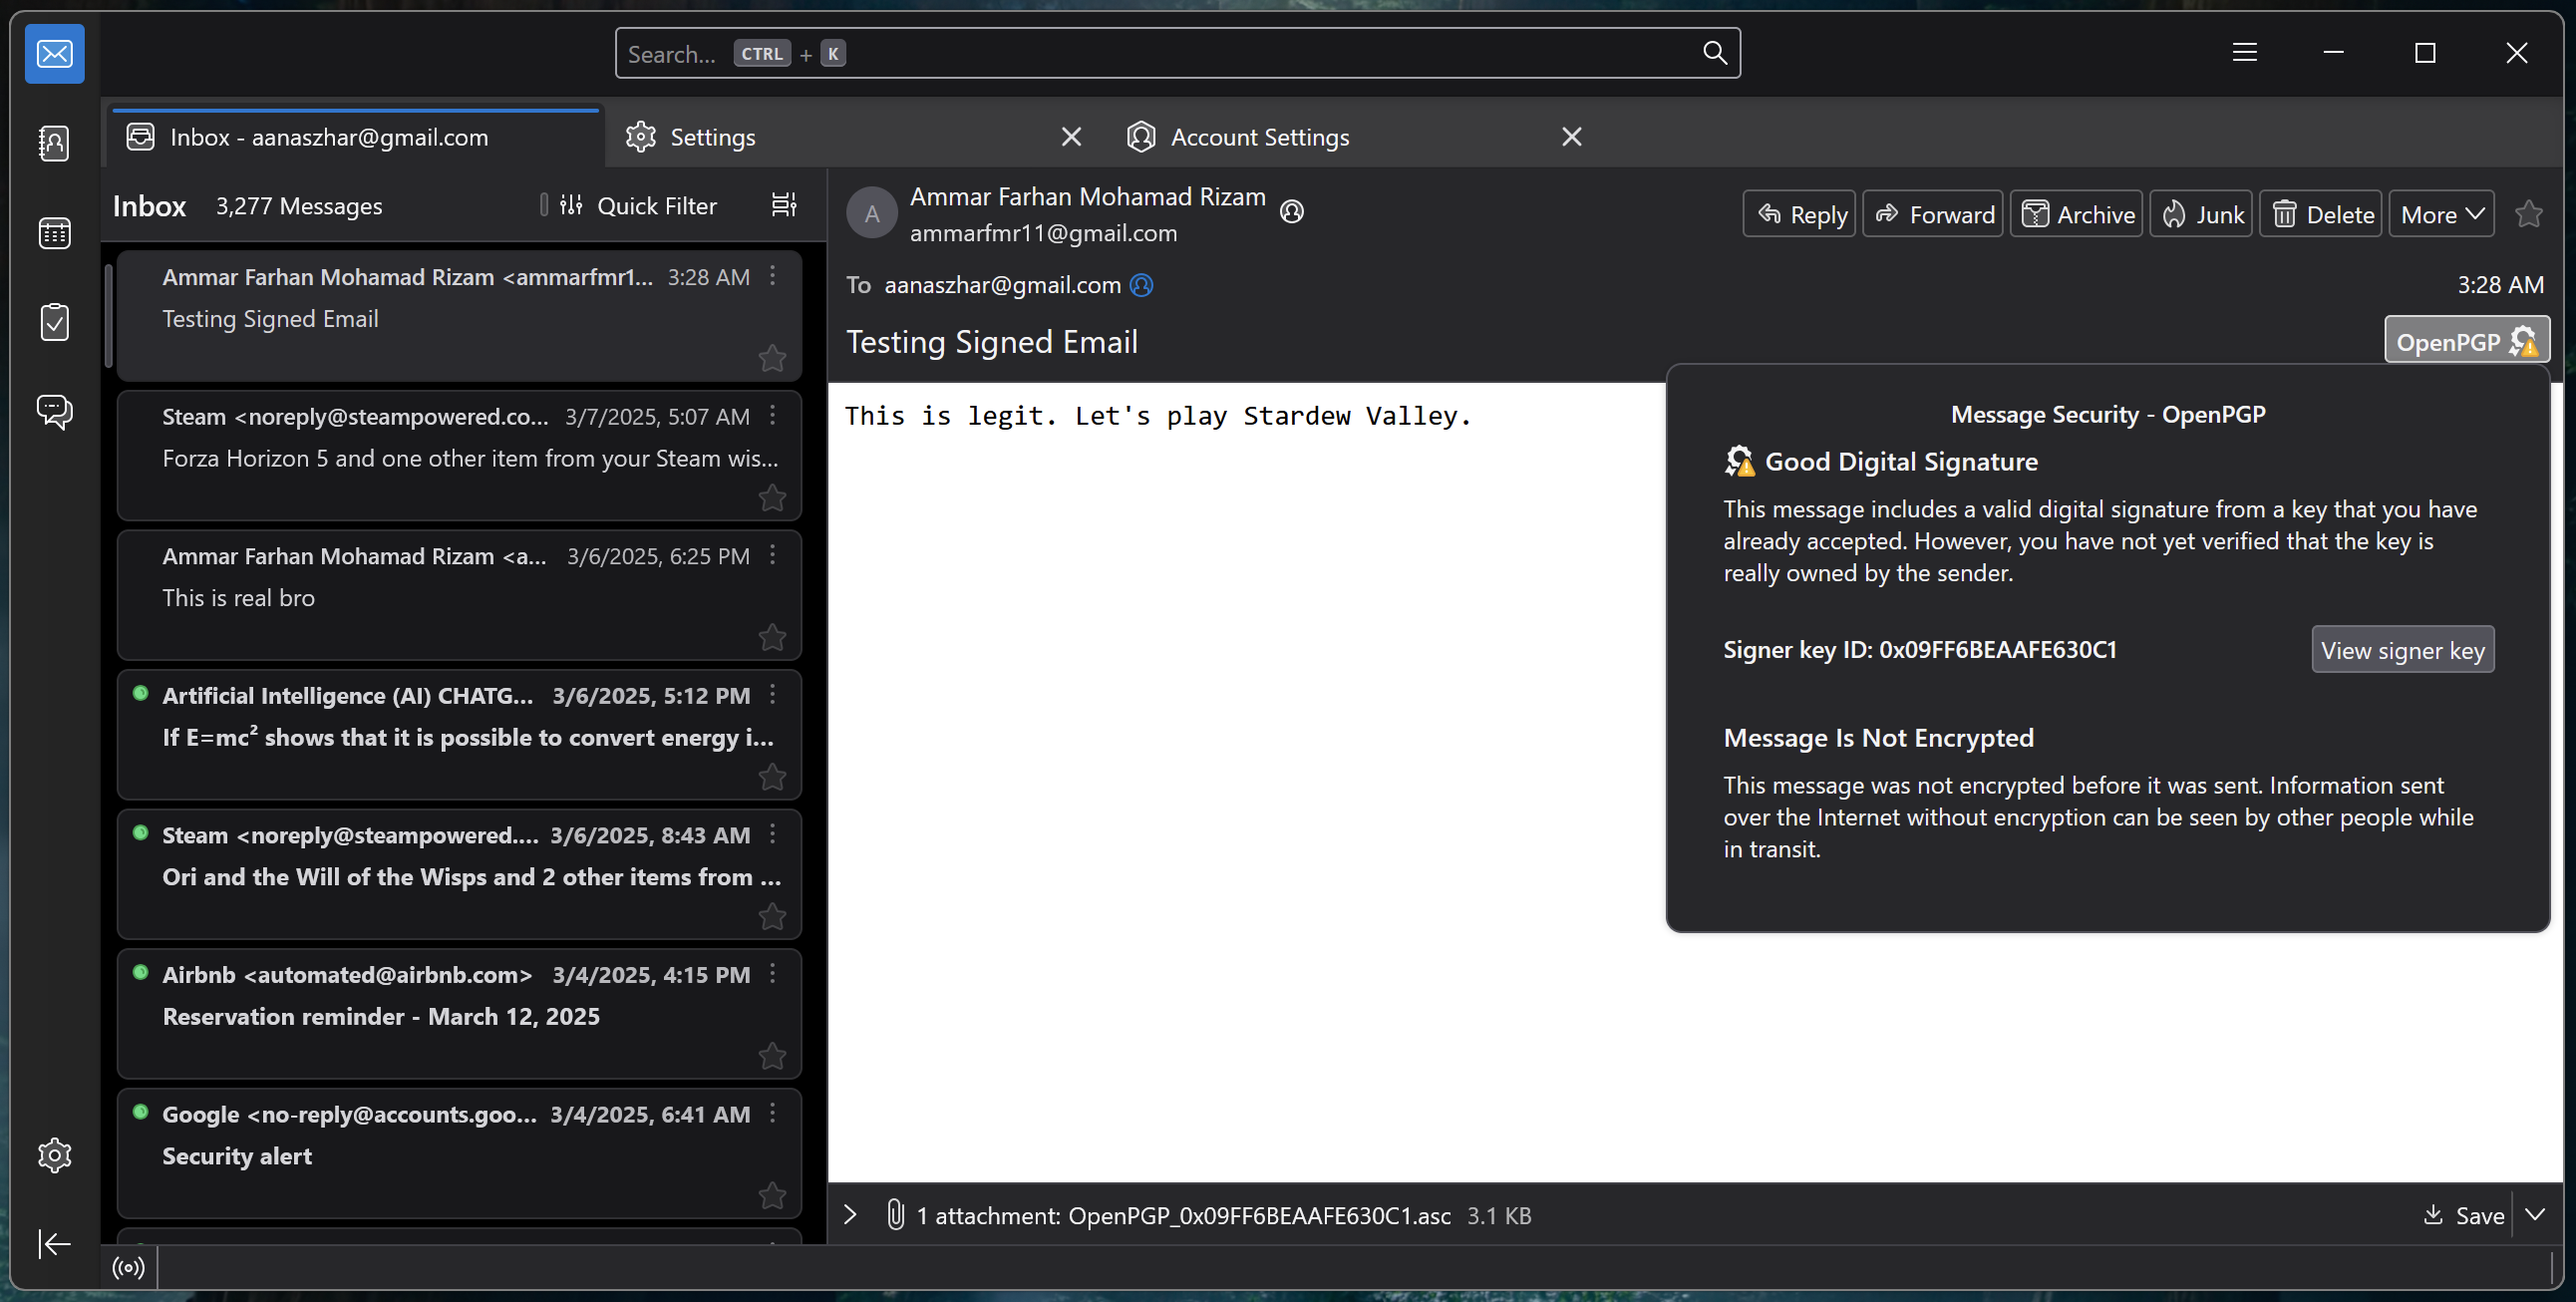 Search... CTRL + K
Inbox - aanaszhar@gmail.com
Settings
Account Settings
Inbox 3,277 Messages
Quick Filter
Ammar Farhan Mohamad Rizam <ammarfmr1... 3:28 AM
Testing Signed Email
Steam <noreply@steampowered.co... 3/7/2025, 5:07 AM
Forza Horizon 5 and one other item from your Steam wis...
Ammar Farhan Mohamad Rizam <a... 3/6/2025, 6:25 PM
This is real bro
Artificial Intelligence (AI) CHATG... 3/6/2025, 5:12 PM
If E=mc² shows that it is possible to convert energy i...
Steam <noreply@steampowered.... 3/6/2025, 8:43 AM
Ori and the Will of the Wisps and 2 other items from ...
Airbnb <automated@airbnb.com> 3/4/2025, 4:15 PM
Reservation reminder - March 12, 2025
Google <no-reply@accounts.goo... 3/4/2025, 6:41 AM
Security alert
A
Ammar Farhan Mohamad Rizam
ammarfmr11@gmail.com
Reply
Forward
Archive
Junk
Delete
More
To aanaszhar@gmail.com
3:28 AM
Testing Signed Email
OpenPGP
This is legit. Let's play Stardew Valley.
Message Security - OpenPGP
Good Digital Signature
This message includes a valid digital signature from a key that you have
already accepted. However, you have not yet verified that the key is
really owned by the sender.
Signer key ID: 0x09FF6BEAAFE630C1
View signer key
Message Is Not Encrypted
This message was not encrypted before it was sent. Information sent
over the Internet without encryption can be seen by other people while
in transit.
1 attachment: OpenPGP_0x09FF6BEAAFE630C1.asc 3.1 KB
Save